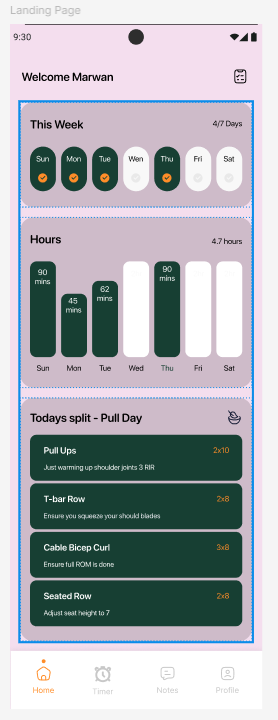 Landing Page
9:30
Welcome Marwan
This Week
4/7 Days
Sun Mon Tue Wen Thu Fri Sat
Hours
4.7 hours
90 mins
45 mins
62 mins
90 mins
Sun Mon Tue Wed Thu Fri Sat
Todays split - Pull Day
Pull Ups 2x10
Just warming up shoulder joints 3 RIR
T-bar Row 2x8
Ensure you squeeze your should blades
Cable Bicep Curl 3x8
Ensure full ROM is done
Seated Row 2x8
Adjust seat height to 7
Home Timer Notes Profile